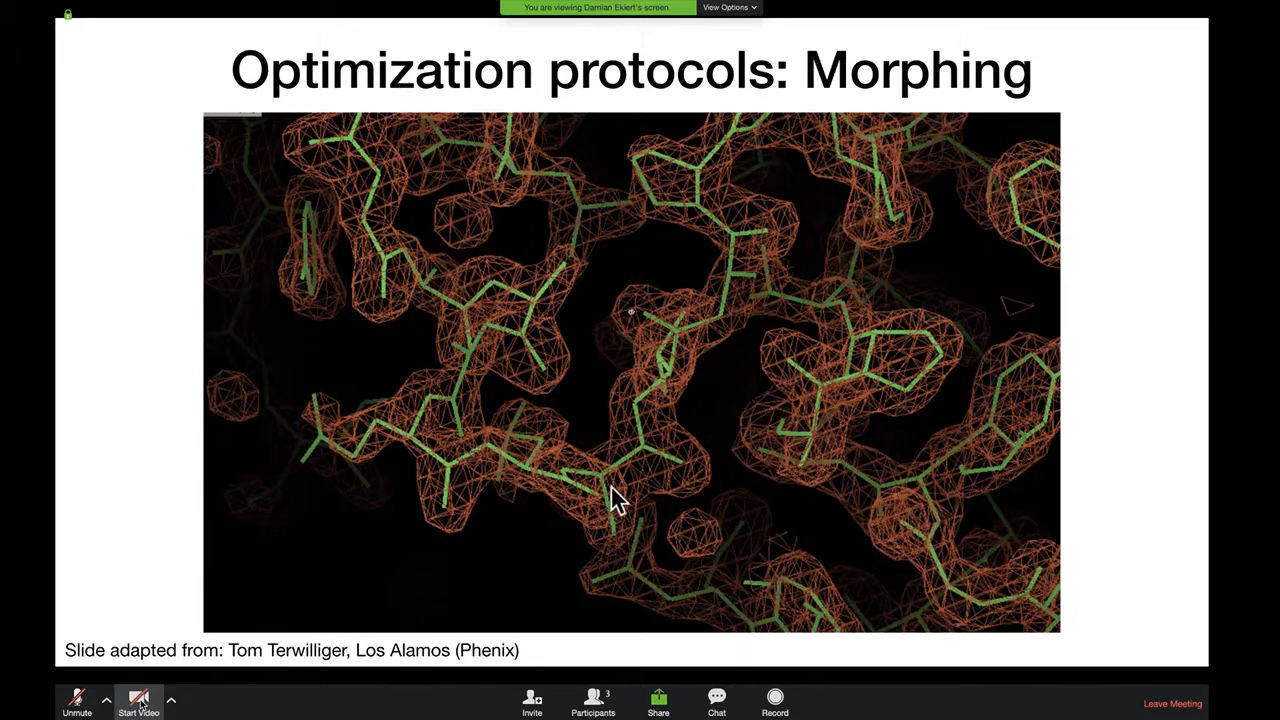 You are viewing Damian Ekiert's screen
View Options
Optimization protocols: Morphing
Slide adapted from: Tom Terwilliger, Los Alamos (Phenix)
Unmute
Start Video
Invite
Participants
3
Share
Chat
Record
Leave Meeting